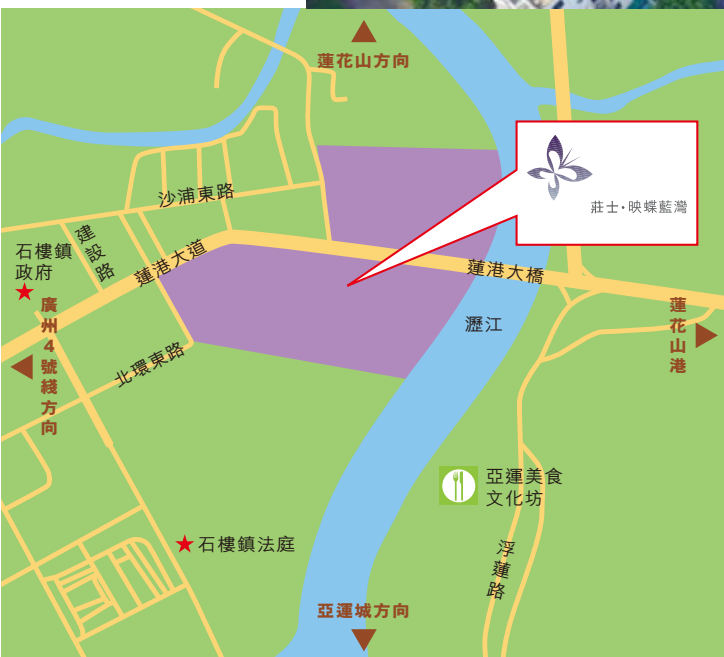 蓮花山方向
莊士•映蝶藍灣
沙浦東路
建設路
石樓鎮
政府
蓮港大道
蓮港大橋
廣州4號綫方向
蓮花山港
瀝江
北環東路
亞運美食
文化坊
石樓鎮法庭
浮蓮路
亞運城方向